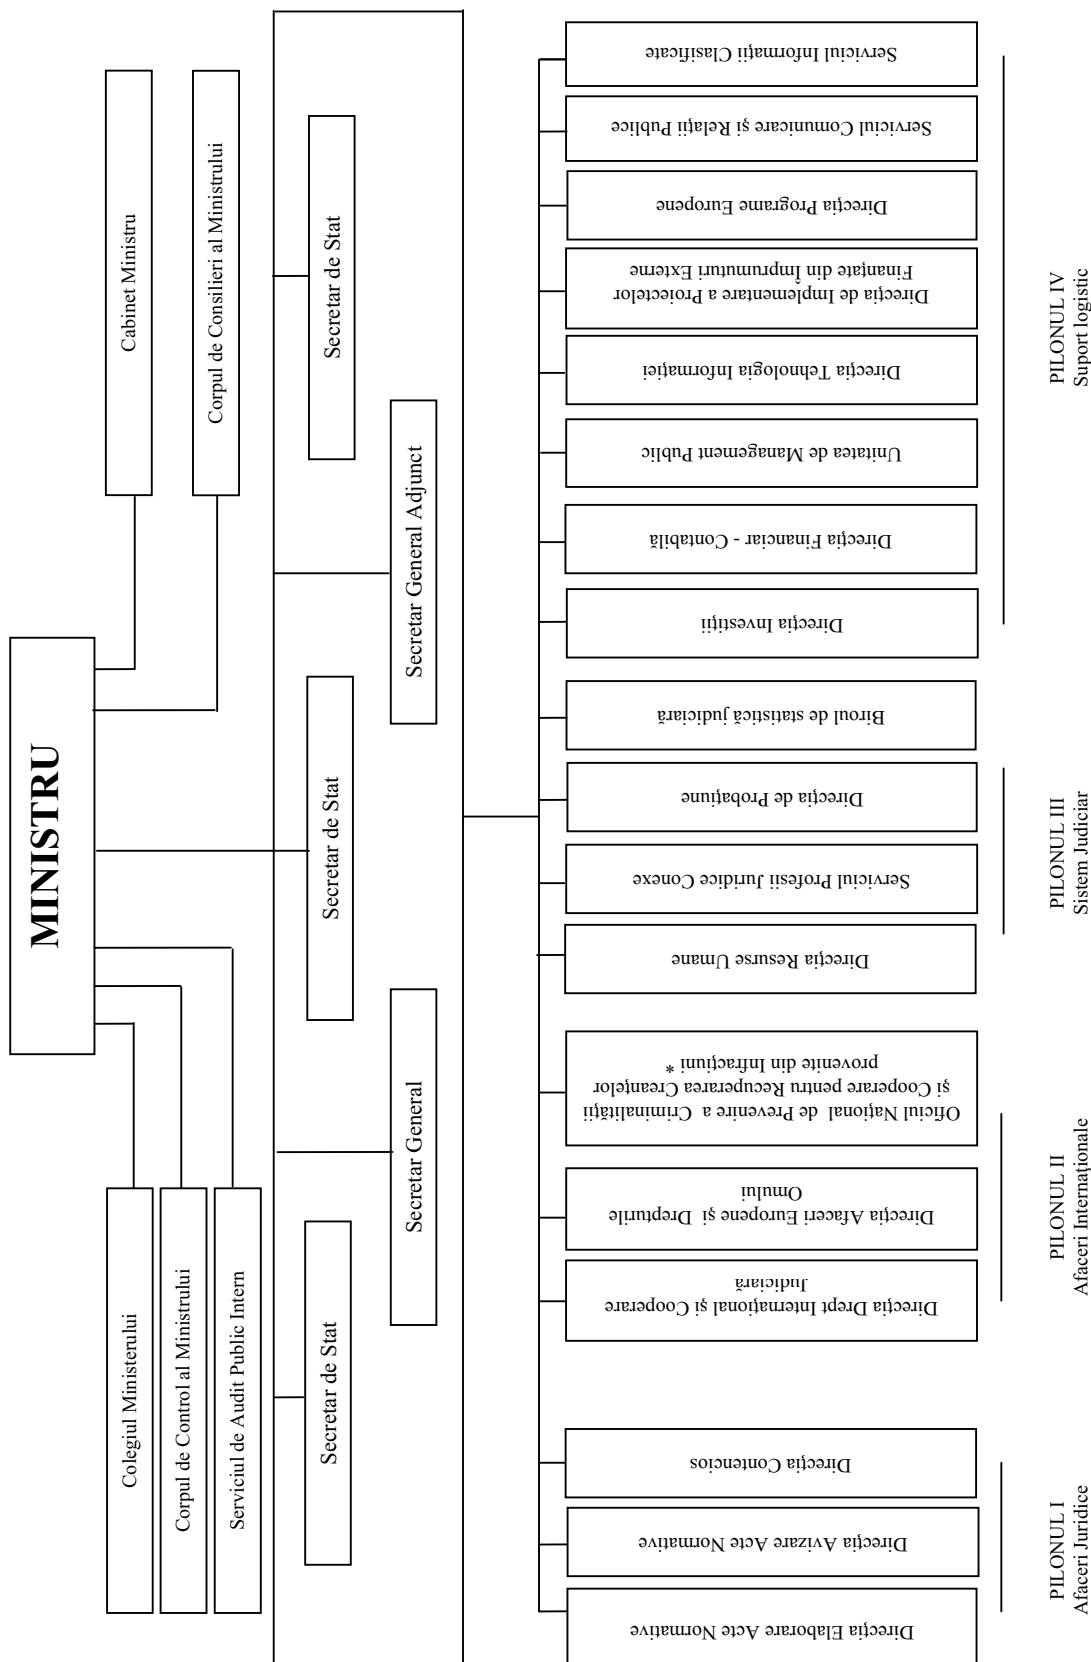 MINISTRU
Colegiul Ministerului
Corpul de Control al Ministrului
Serviciul de Audit Public Intern
Cabinet Ministru
Corpul de Consilieri al Ministrului
Secretar de Stat
Secretar de Stat
Secretar de Stat
Secretar General
Secretar General Adjunct
Direcţia Elaborare Acte Normative
Direcţia Avizare Acte Normative
Direcţia Contencios
Direcţia Drept Internaţional şi Cooperare
Judiciară
Direcţia Afaceri Europene şi Drepturile
Omului
Oficiul Naţional de Prevenire a Criminalităţii
şi Cooperare pentru Recuperarea Creanţelor
provenite din Infracţiuni *
Direcţia Resurse Umane
Serviciul Profesii Juridice Conexe
Direcţia de Probaţiune
Biroul de statistică judiciară
Direcţia Investiţii
Direcţia Financiar - Contabilă
Unitatea de Management Public
Direcţia Tehnologia Informaţiei
Direcţia de Implementare a Proiectelor
Finanţate din Împrumuturi Externe
Direcţia Programe Europene
Serviciul Comunicare şi Relaţii Publice
Serviciul Informaţii Clasificate
PILONUL I
Afaceri Juridice
PILONUL II
Afaceri Internaţionale
PILONUL III
Sistem Judiciar
PILONUL IV
Suport logistic